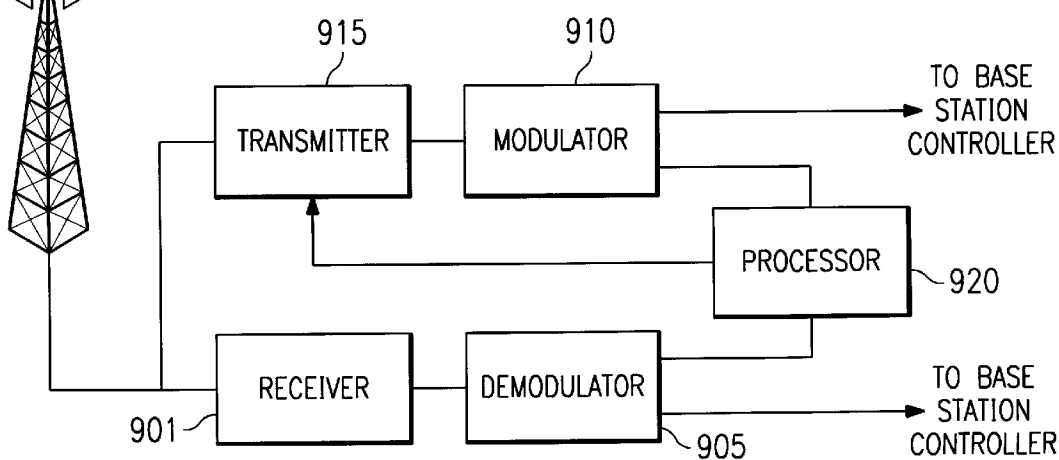 915
910
TRANSMITTER
MODULATOR
TO BASE
STATION
CONTROLLER
PROCESSOR
920
RECEIVER
DEMODULATOR
901
905
TO BASE
STATION
CONTROLLER